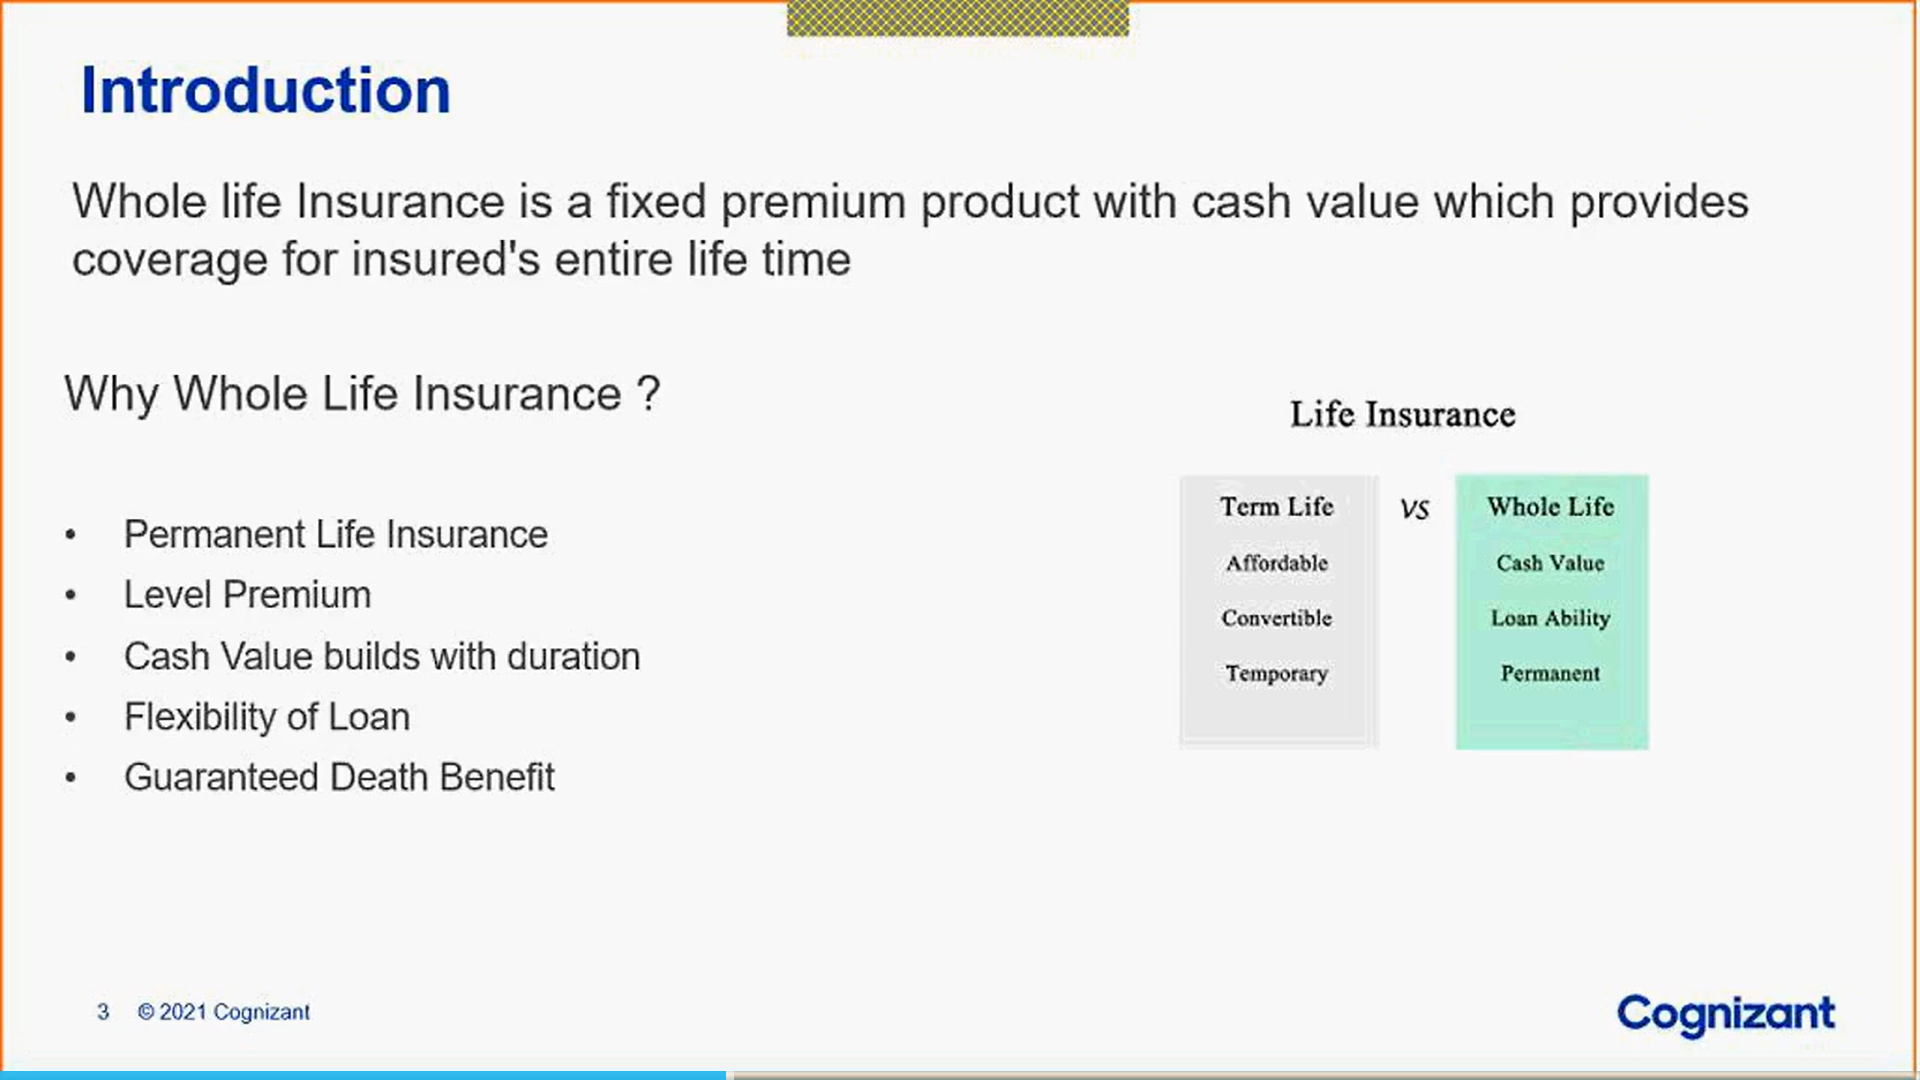 Introduction
Whole life Insurance is a fixed premium product with cash value which provides
coverage for insured's entire life time
Why Whole Life Insurance ?
• Permanent Life Insurance
• Level Premium
• Cash Value builds with duration
• Flexibility of Loan
• Guaranteed Death Benefit
Life Insurance
Term Life vs Whole Life
Affordable Cash Value
Convertible Loan Ability
Temporary Permanent
3 © 2021 Cognizant
Cognizant